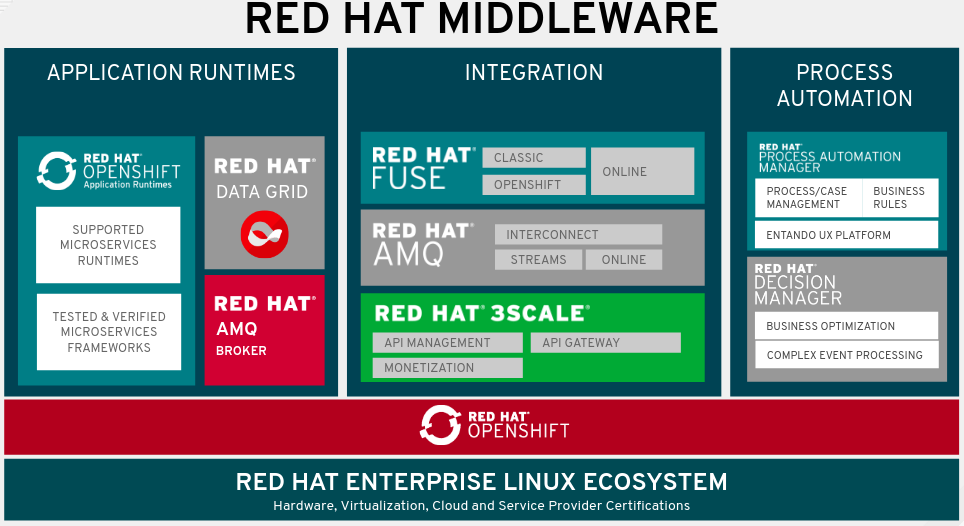 RED HAT MIDDLEWARE
APPLICATION RUNTIMES
RED HAT®
OPENSHIFT
Application Runtimes
SUPPORTED
MICROSERVICES
RUNTIMES
TESTED & VERIFIED
MICROSERVICES
FRAMEWORKS
RED HAT®
DATA GRID
RED HAT®
AMQ
BROKER
INTEGRATION
RED HAT®
FUSE
CLASSIC
OPENSHIFT
ONLINE
RED HAT®
AMQ
INTERCONNECT
STREAMS
ONLINE
RED HAT® 3SCALE®
API MANAGEMENT
API GATEWAY
MONETIZATION
PROCESS
AUTOMATION
RED HAT®
PROCESS AUTOMATION
MANAGER
PROCESS/CASE
MANAGEMENT
BUSINESS
RULES
ENTANDO UX PLATFORM
RED HAT®
DECISION
MANAGER
BUSINESS OPTIMIZATION
COMPLEX EVENT PROCESSING
RED HAT®
OPENSHIFT
RED HAT ENTERPRISE LINUX ECOSYSTEM
Hardware, Virtualization, Cloud and Service Provider Certifications